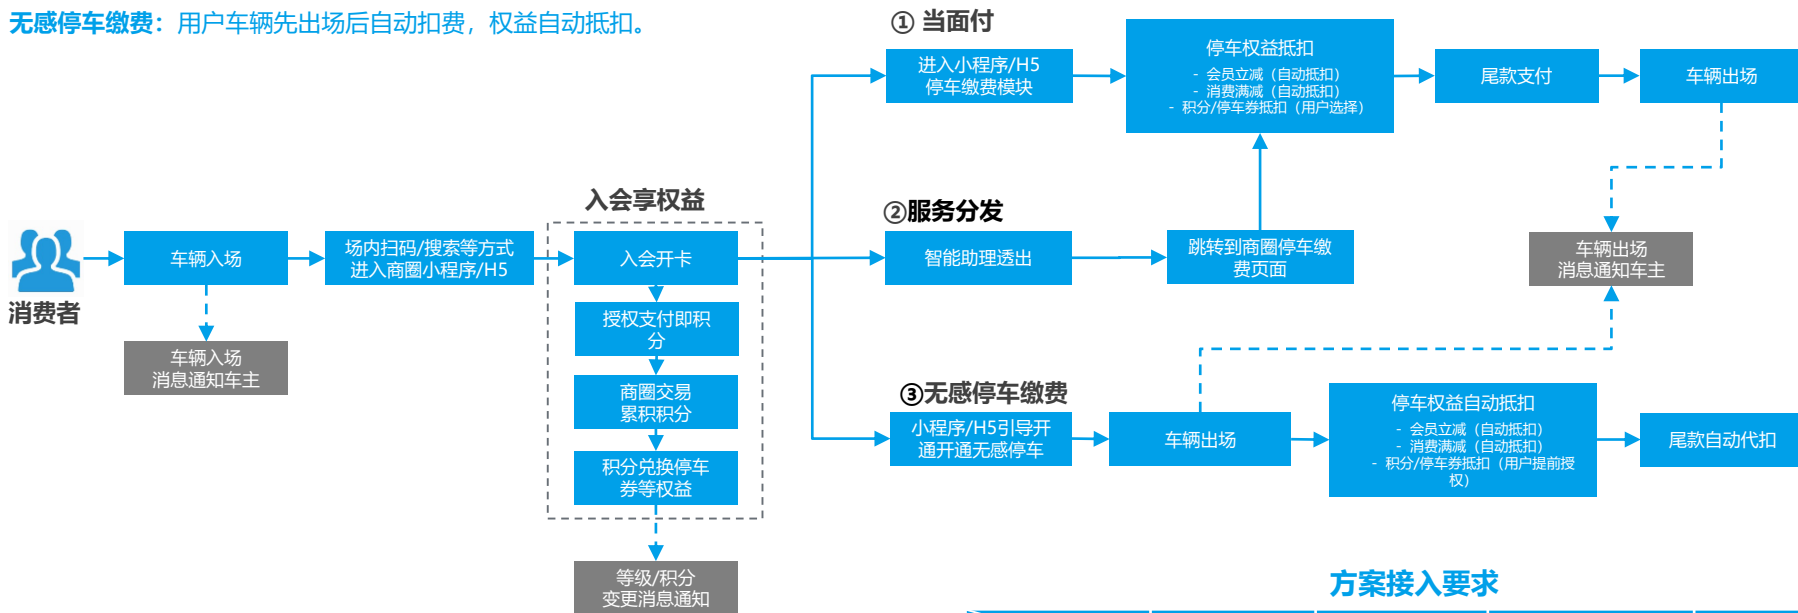 无感停车缴费：用户车辆先出场后自动扣费，权益自动抵扣。
① 当面付
进入小程序/H5
停车缴费模块
停车权益抵扣
- 会员立减（自动抵扣）
- 消费满减（自动抵扣）
- 积分/停车券抵扣（用户选择）
尾款支付
车辆出场
入会享权益
②服务分发
消费者
车辆入场
场内扫码/搜索等方式
进入商圈小程序/H5
入会开卡
智能助理透出
跳转到商圈停车缴
费页面
车辆出场
消息通知车主
车辆入场
消息通知车主
授权支付即积
分
商圈交易
累积积分
积分兑换停车
券等权益
等级/积分
变更消息通知
③无感停车缴费
小程序/H5引导开
通开通无感停车
车辆出场
停车权益自动抵扣
- 会员立减（自动抵扣）
- 消费满减（自动抵扣）
- 积分/停车券抵扣（用户提前授
权）
尾款自动代扣
方案接入要求